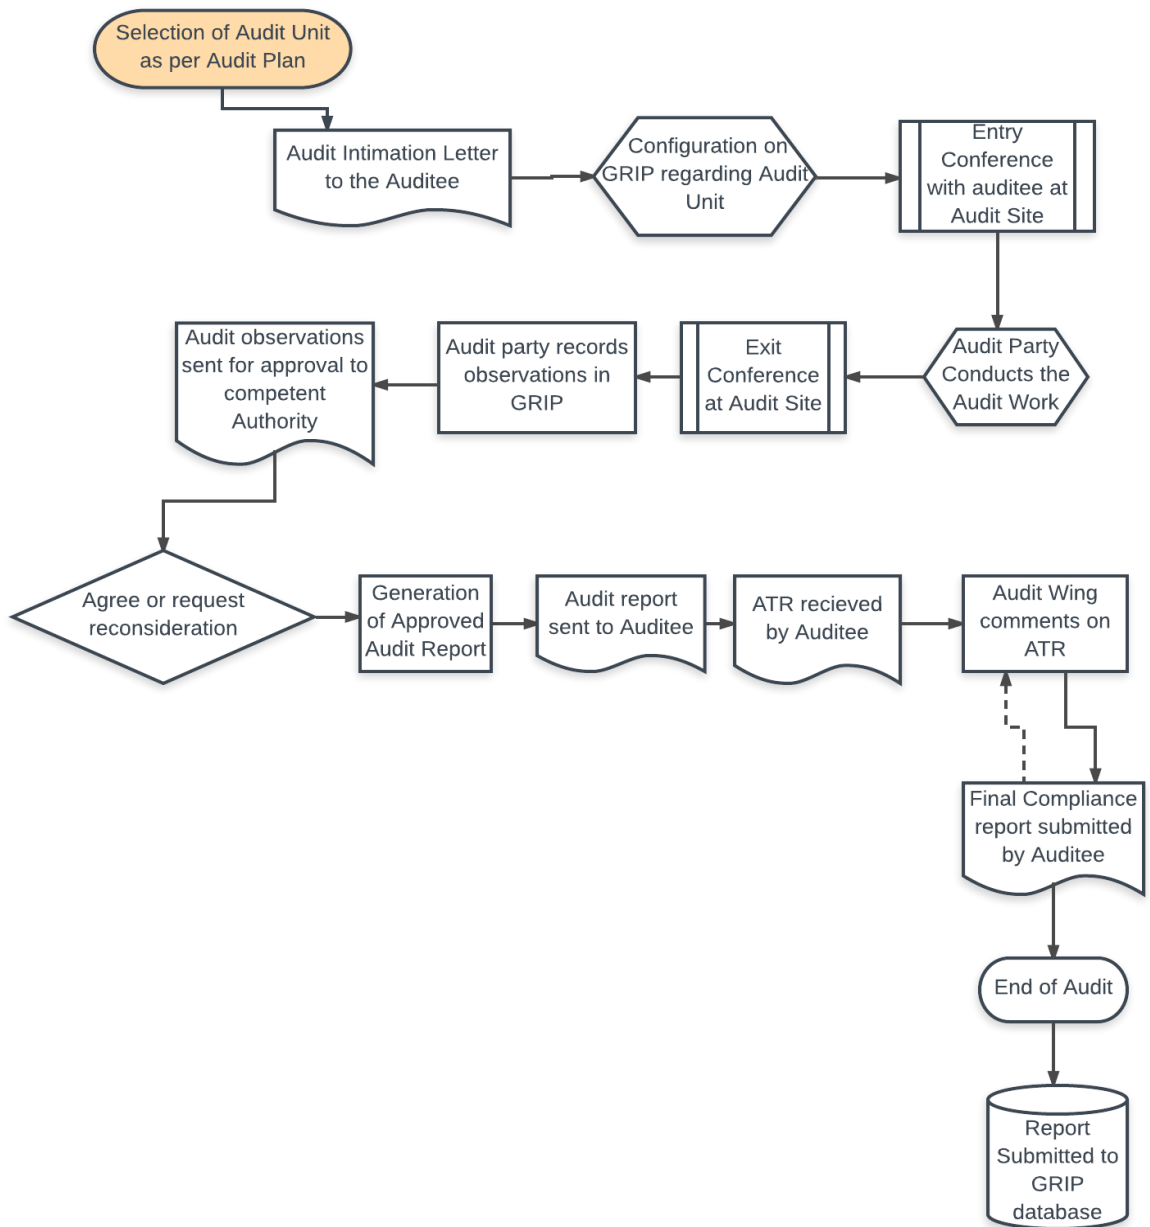 Selection of Audit Unit
as per Audit Plan
Audit Intimation Letter
to the Auditee
Configuration on
GRIP regarding Audit
Unit
Entry
Conference
with auditee at
Audit Site
Audit Party
Conducts the
Audit Work
Exit
Conference
at Audit Site
Audit party records
observations in
GRIP
Audit observations
sent for approval to
competent
Authority
Agree or request
reconsideration
Generation
of Approved
Audit Report
Audit report
sent to Auditee
ATR recieved
by Auditee
Audit Wing
comments on
ATR
Final Compliance
report submitted
by Auditee
End of Audit
Report
Submitted to
GRIP
database